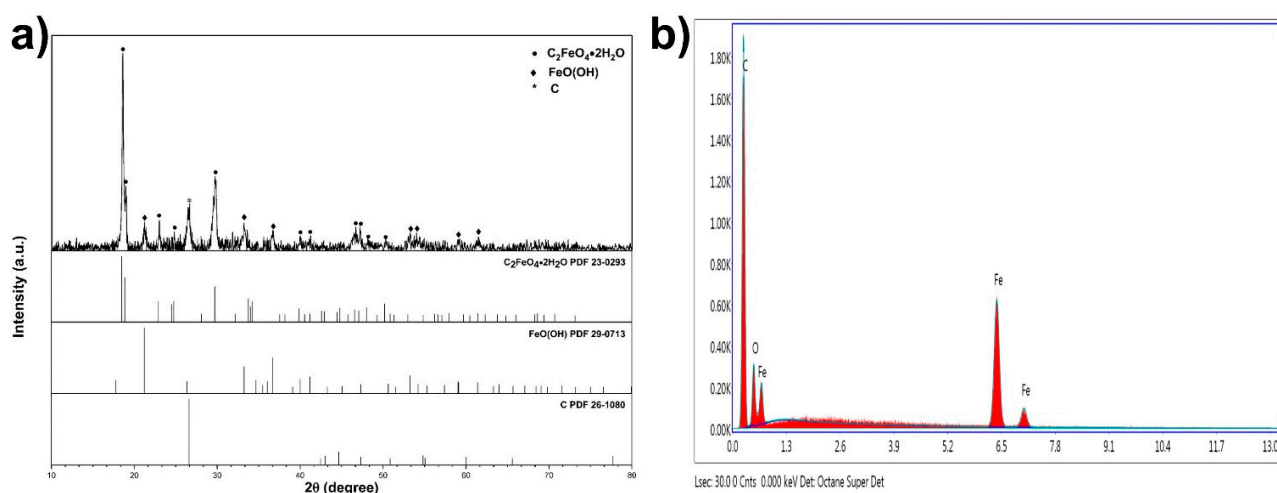 a)
● C₂FeO₄•2H₂O
♦ FeO(OH)
* C
Intensity (a.u.)
C₂FeO₄•2H₂O PDF 23-0293
FeO(OH) PDF 29-0713
C PDF 26-1080
10 20 30 40 50 60 70 80
2θ (degree)
b)
1.80K
1.60K
1.40K
1.20K
1.00K
0.80K
0.60K
0.40K
0.20K
0.00K
C
O
Fe
Fe
Fe
0.0 1.3 2.6 3.9 5.2 6.5 7.8 9.1 10.4 11.7 13.0
Lsec: 30.0 0 Cnts 0.000 keV Det: Octane Super Det